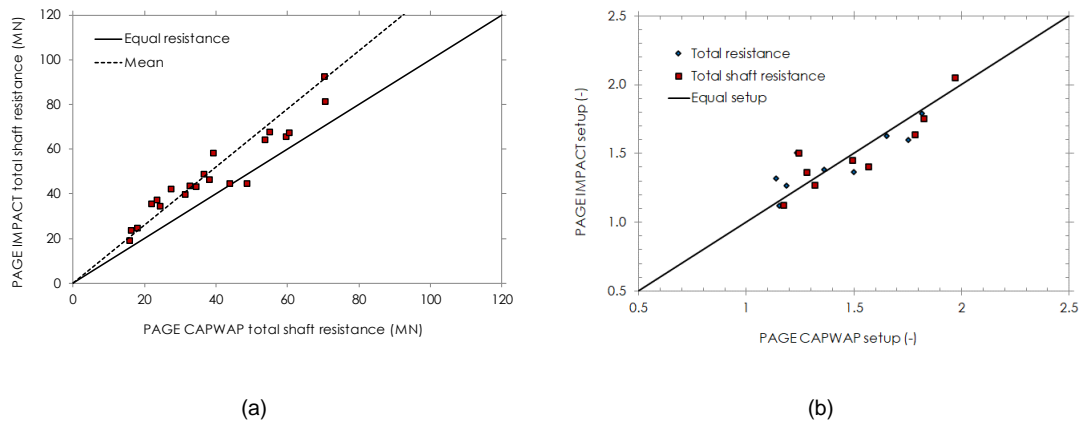 120
100
80
60
40
20
0
0 20 40 60 80 100 120
PAGE IMPACT total shaft resistance (MN)
PAGE CAPWAP total shaft resistance (MN)
Equal resistance
Mean
(a)
2.5
2.0
1.5
1.0
0.5
0.5 1 1.5 2 2.5
PAGE IMPACT setup (-)
PAGE CAPWAP setup (-)
Total resistance
Total shaft resistance
Equal setup
(b)